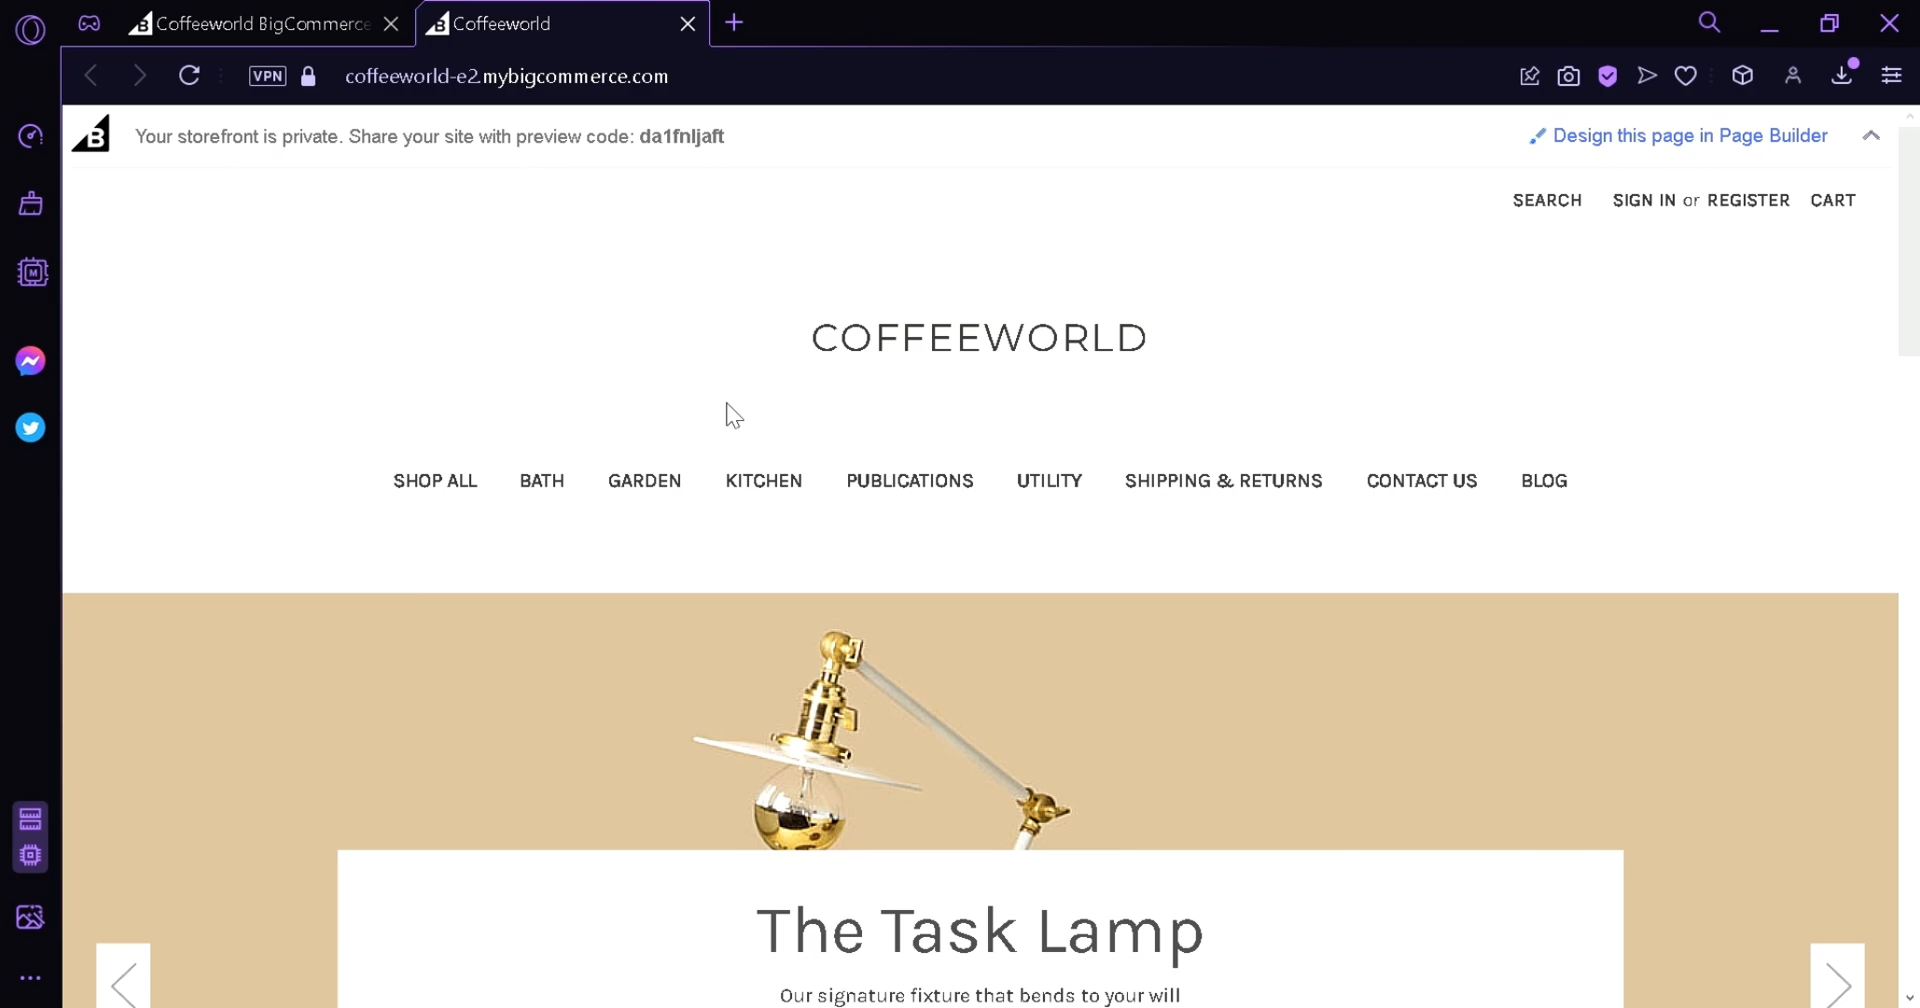 Coffeeworld BigCommerce
Coffeeworld
VPN
coffeeworld-e2.mybigcommerce.com
B
Your storefront is private. Share your site with preview code: da1fnljaft
Design this page in Page Builder
SEARCH SIGN IN or REGISTER CART
M
COFFEEWORLD
SHOP ALL BATH GARDEN KITCHEN PUBLICATIONS UTILITY SHIPPING & RETURNS CONTACT US BLOG
The Task Lamp
Our signature fixture that bends to your will